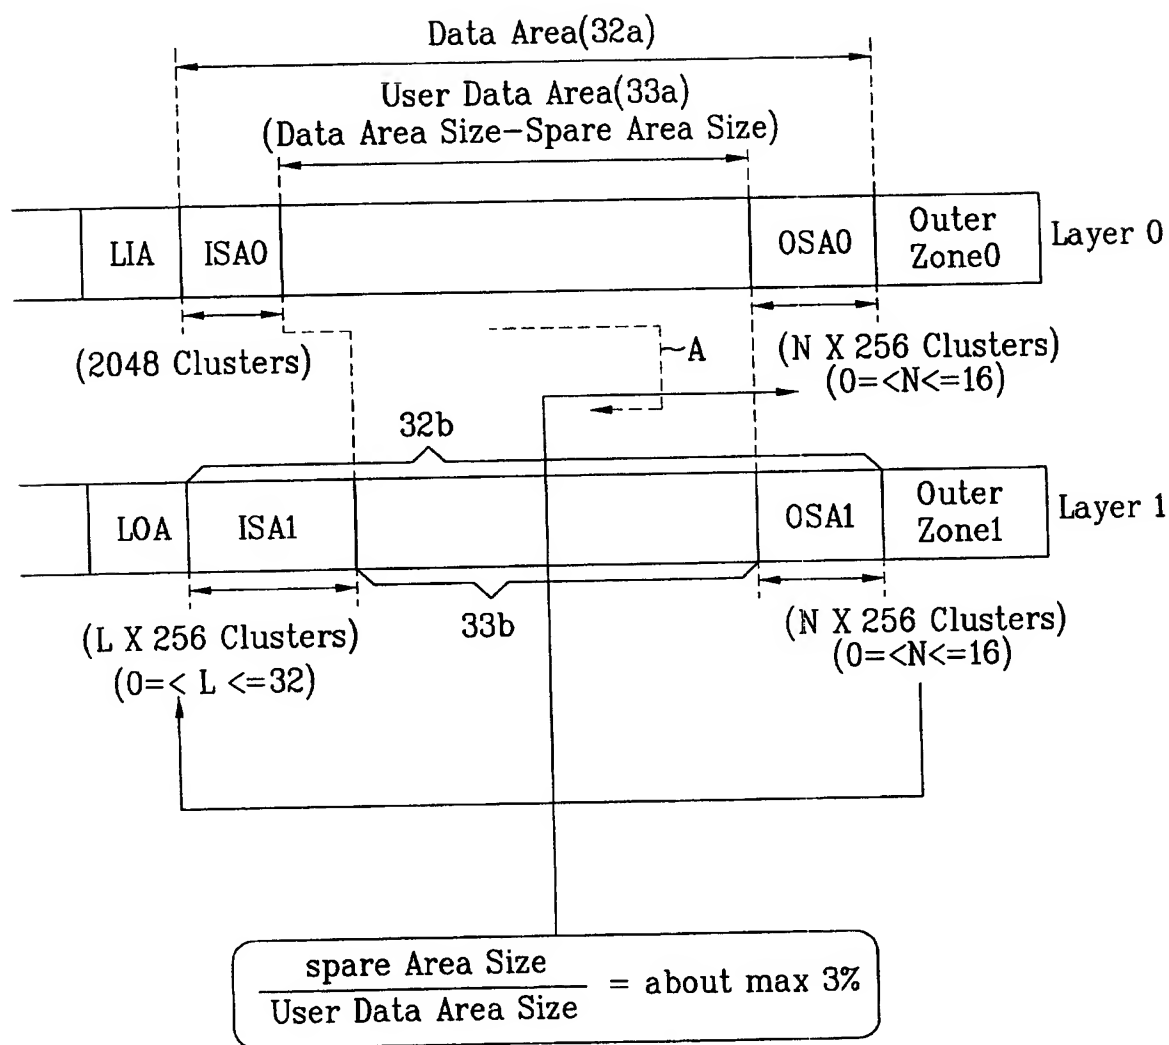 Data Area(32a)
User Data Area(33a)
(Data Area Size-Spare Area Size)
LIA
ISA0
OSA0
Outer
Zone0
Layer 0
(2048 Clusters)
A
(N X 256 Clusters)
(0=<N<=16)
32b
LOA
ISA1
OSA1
Outer
Zone1
Layer 1
(L X 256 Clusters)
(0=< L <=32)
33b
(N X 256 Clusters)
(0=<N<=16)
spare Area Size
User Data Area Size
= about max 3%